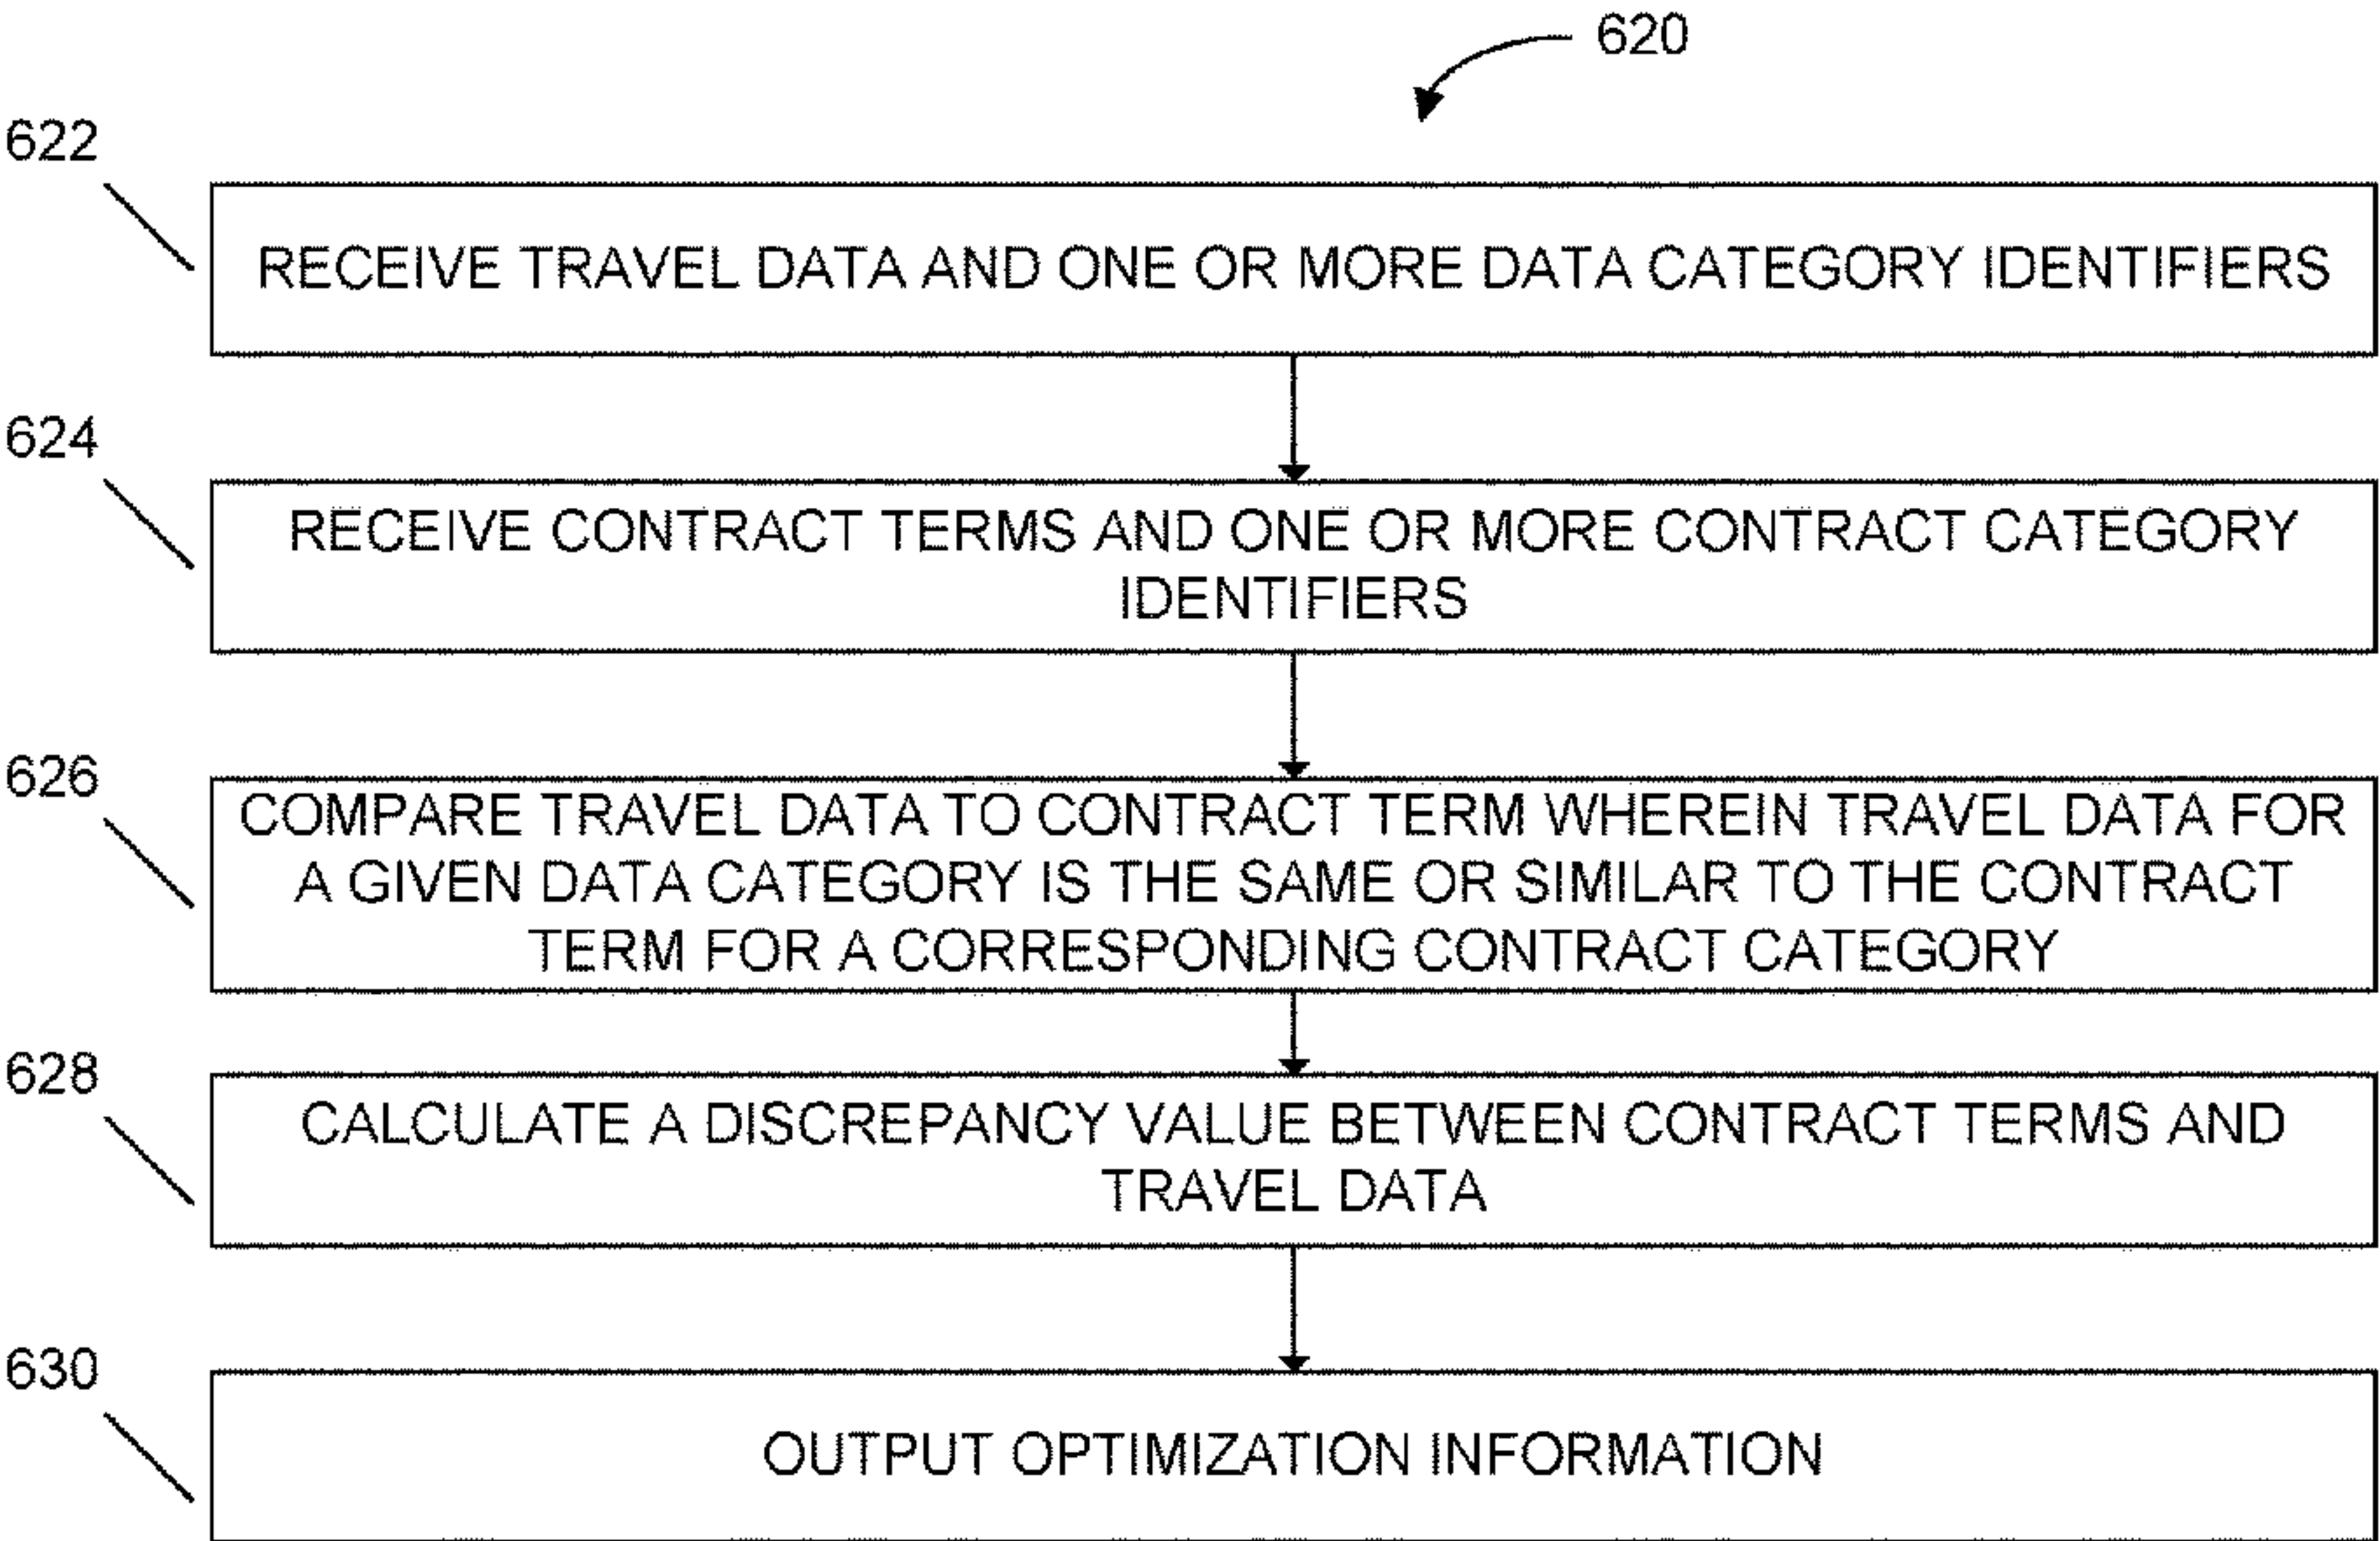 620
622
RECEIVE TRAVEL DATA AND ONE OR MORE DATA CATEGORY IDENTIFIERS
624
RECEIVE CONTRACT TERMS AND ONE OR MORE CONTRACT CATEGORY
IDENTIFIERS
626
COMPARE TRAVEL DATA TO CONTRACT TERM WHEREIN TRAVEL DATA FOR
A GIVEN DATA CATEGORY IS THE SAME OR SIMILAR TO THE CONTRACT
TERM FOR A CORRESPONDING CONTRACT CATEGORY
628
CALCULATE A DISCREPANCY VALUE BETWEEN CONTRACT TERMS AND
TRAVEL DATA
630
OUTPUT OPTIMIZATION INFORMATION